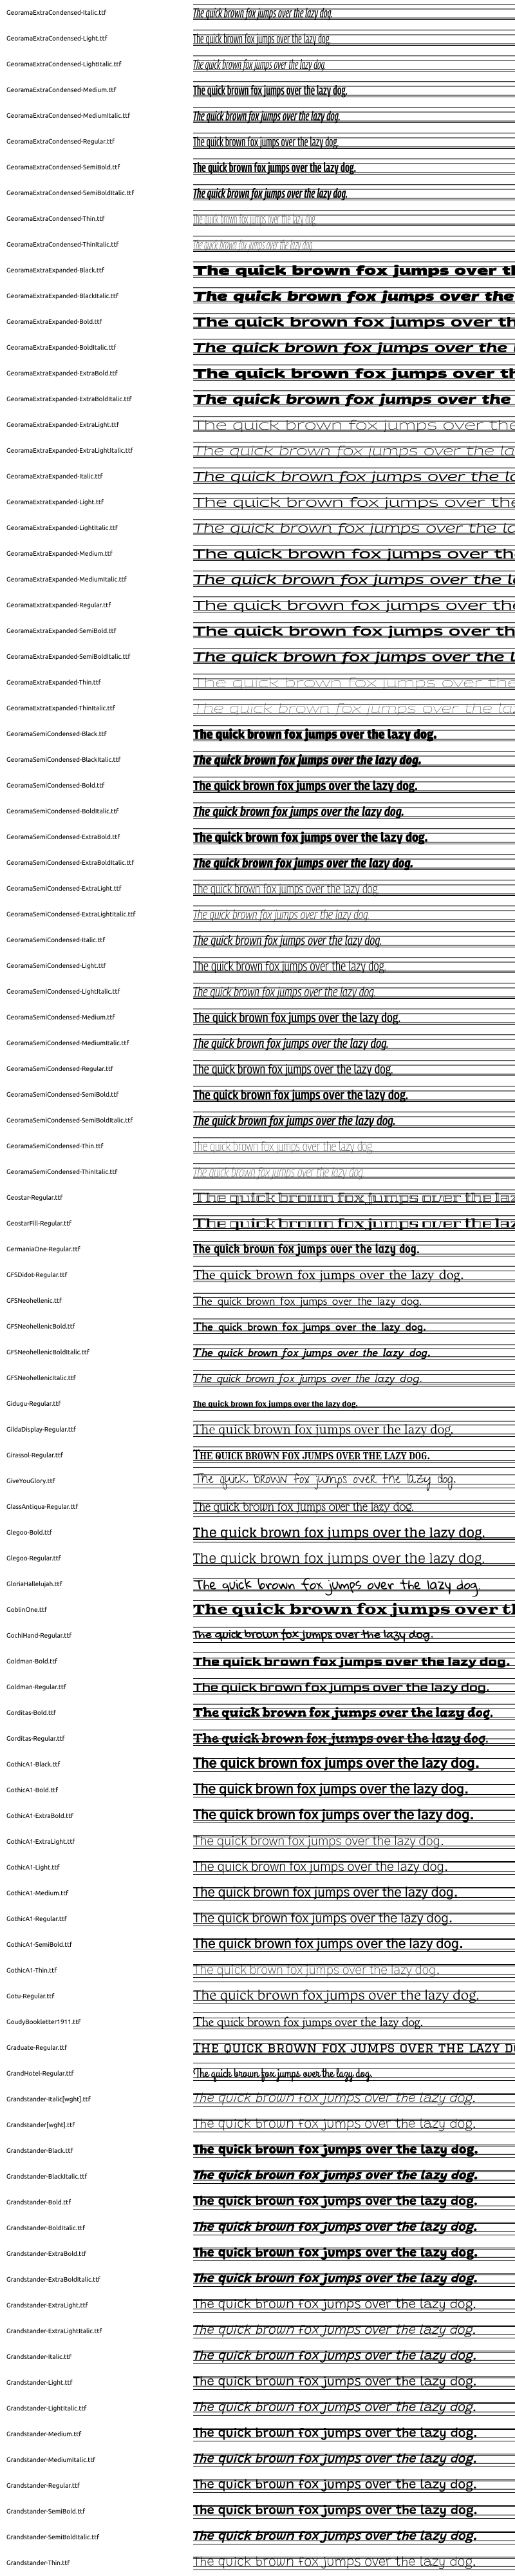 GeoramaExtraCondensed-Italic.ttf The quick brown fox jumps over the lazy dog.
GeoramaExtraCondensed-Light.ttf The quick brown fox jumps over the lazy dog.
GeoramaExtraCondensed-LightItalic.ttf The quick brown fox jumps over the lazy dog.
GeoramaExtraCondensed-Medium.ttf The quick brown fox jumps over the lazy dog.
GeoramaExtraCondensed-MediumItalic.ttf The quick brown fox jumps over the lazy dog.
GeoramaExtraCondensed-Regular.ttf The quick brown fox jumps over the lazy dog.
GeoramaExtraCondensed-SemiBold.ttf The quick brown fox jumps over the lazy dog.
GeoramaExtraCondensed-SemiBoldItalic.ttf The quick brown fox jumps over the lazy dog.
GeoramaExtraCondensed-Thin.ttf The quick brown fox jumps over the lazy dog.
GeoramaExtraCondensed-ThinItalic.ttf The quick brown fox jumps over the lazy dog.
GeoramaExtraExpanded-Black.ttf The quick brown fox jumps over th
GeoramaExtraExpanded-BlackItalic.ttf The quick brown fox jumps over the
GeoramaExtraExpanded-Bold.ttf The quick brown fox jumps over th
GeoramaExtraExpanded-BoldItalic.ttf The quick brown fox jumps over the l
GeoramaExtraExpanded-ExtraBold.ttf The quick brown fox jumps over th
GeoramaExtraExpanded-ExtraBoldItalic.ttf The quick brown fox jumps over the
GeoramaExtraExpanded-ExtraLight.ttf The quick brown fox jumps over the
GeoramaExtraExpanded-ExtraLightItalic.ttf The quick brown fox jumps over the la
GeoramaExtraExpanded-Italic.ttf The quick brown fox jumps over the la
GeoramaExtraExpanded-Light.ttf The quick brown fox jumps over the
GeoramaExtraExpanded-LightItalic.ttf The quick brown fox jumps over the la
GeoramaExtraExpanded-Medium.ttf The quick brown fox jumps over th
GeoramaExtraExpanded-MediumItalic.ttf The quick brown fox jumps over the l
GeoramaExtraExpanded-Regular.ttf The quick brown fox jumps over the
GeoramaExtraExpanded-SemiBold.ttf The quick brown fox jumps over th
GeoramaExtraExpanded-SemiBoldItalic.ttf The quick brown fox jumps over the l
GeoramaExtraExpanded-Thin.ttf The quick brown fox jumps over the
GeoramaExtraExpanded-ThinItalic.ttf The quick brown fox jumps over the la
GeoramaSemiCondensed-Black.ttf The quick brown fox jumps over the lazy dog.
GeoramaSemiCondensed-BlackItalic.ttf The quick brown fox jumps over the lazy dog.
GeoramaSemiCondensed-Bold.ttf The quick brown fox jumps over the lazy dog.
GeoramaSemiCondensed-BoldItalic.ttf The quick brown fox jumps over the lazy dog.
GeoramaSemiCondensed-ExtraBold.ttf The quick brown fox jumps over the lazy dog.
GeoramaSemiCondensed-ExtraBoldItalic.ttf The quick brown fox jumps over the lazy dog.
GeoramaSemiCondensed-ExtraLight.ttf The quick brown fox jumps over the lazy dog.
GeoramaSemiCondensed-ExtraLightItalic.ttf The quick brown fox jumps over the lazy dog.
GeoramaSemiCondensed-Italic.ttf The quick brown fox jumps over the lazy dog.
GeoramaSemiCondensed-Light.ttf The quick brown fox jumps over the lazy dog.
GeoramaSemiCondensed-LightItalic.ttf The quick brown fox jumps over the lazy dog.
GeoramaSemiCondensed-Medium.ttf The quick brown fox jumps over the lazy dog.
GeoramaSemiCondensed-MediumItalic.ttf The quick brown fox jumps over the lazy dog.
GeoramaSemiCondensed-Regular.ttf The quick brown fox jumps over the lazy dog.
GeoramaSemiCondensed-SemiBold.ttf The quick brown fox jumps over the lazy dog.
GeoramaSemiCondensed-SemiBoldItalic.ttf The quick brown fox jumps over the lazy dog.
GeoramaSemiCondensed-Thin.ttf The quick brown fox jumps over the lazy dog.
GeoramaSemiCondensed-ThinItalic.ttf The quick brown fox jumps over the lazy dog.
Geostar-Regular.ttf The quick brown fox jumps over the laz
GeostarFill-Regular.ttf The quick brown fox jumps over the laz
GermaniaOne-Regular.ttf The quick brown fox jumps over the lazy dog.
GFSDidot-Regular.ttf The quick brown fox jumps over the lazy dog.
GFSNeohellenic.ttf The quick brown fox jumps over the lazy dog.
GFSNeohellenicBold.ttf The quick brown fox jumps over the lazy dog.
GFSNeohellenicBoldItalic.ttf The quick brown fox jumps over the lazy dog.
GFSNeohellenicItalic.ttf The quick brown fox jumps over the lazy dog.
Gidugu-Regular.ttf The quick brown fox jumps over the lazy dog.
GildaDisplay-Regular.ttf The quick brown fox jumps over the lazy dog.
Girassol-Regular.ttf The quick brown fox jumps over the lazy dog.
GiveYouGlory.ttf The quick brown fox jumps over the lazy dog.
GlassAntiqua-Regular.ttf The quick brown fox jumps over the lazy dog.
Glegoo-Bold.ttf The quick brown fox jumps over the lazy dog.
Glegoo-Regular.ttf The quick brown fox jumps over the lazy dog.
GloriaHallelujah.ttf The quick brown fox jumps over the lazy dog.
GoblinOne.ttf The quick brown fox jumps over t
GochiHand-Regular.ttf The quick brown fox jumps over the lazy dog.
Goldman-Bold.ttf The quick brown fox jumps over the lazy dog.
Goldman-Regular.ttf The quick brown fox jumps over the lazy dog.
Gorditas-Bold.ttf The quick brown fox jumps over the lazy dog.
Gorditas-Regular.ttf The quick brown fox jumps over the lazy dog.
GothicA1-Black.ttf The quick brown fox jumps over the lazy dog.
GothicA1-Bold.ttf The quick brown fox jumps over the lazy dog.
GothicA1-ExtraBold.ttf The quick brown fox jumps over the lazy dog.
GothicA1-ExtraLight.ttf The quick brown fox jumps over the lazy dog.
GothicA1-Light.ttf The quick brown fox jumps over the lazy dog.
GothicA1-Medium.ttf The quick brown fox jumps over the lazy dog.
GothicA1-Regular.ttf The quick brown fox jumps over the lazy dog.
GothicA1-SemiBold.ttf The quick brown fox jumps over the lazy dog.
GothicA1-Thin.ttf The quick brown fox jumps over the lazy dog.
Gotu-Regular.ttf The quick brown fox jumps over the lazy dog.
GoudyBookletter1911.ttf The quick brown fox jumps over the lazy dog.
Graduate-Regular.ttf The quick brown fox jumps over the lazy d
GrandHotel-Regular.ttf The quick brown fox jumps over the lazy dog.
Grandstander-Italic[wght].ttf The quick brown fox jumps over the lazy dog.
Grandstander[wght].ttf The quick brown fox jumps over the lazy dog.
Grandstander-Black.ttf The quick brown fox jumps over the lazy dog.
Grandstander-BlackItalic.ttf The quick brown fox jumps over the lazy dog.
Grandstander-Bold.ttf The quick brown fox jumps over the lazy dog.
Grandstander-BoldItalic.ttf The quick brown fox jumps over the lazy dog.
Grandstander-ExtraBold.ttf The quick brown fox jumps over the lazy dog.
Grandstander-ExtraBoldItalic.ttf The quick brown fox jumps over the lazy dog.
Grandstander-ExtraLight.ttf The quick brown fox jumps over the lazy dog.
Grandstander-ExtraLightItalic.ttf The quick brown fox jumps over the lazy dog.
Grandstander-Italic.ttf The quick brown fox jumps over the lazy dog.
Grandstander-Light.ttf The quick brown fox jumps over the lazy dog.
Grandstander-LightItalic.ttf The quick brown fox jumps over the lazy dog.
Grandstander-Medium.ttf The quick brown fox jumps over the lazy dog.
Grandstander-MediumItalic.ttf The quick brown fox jumps over the lazy dog.
Grandstander-Regular.ttf The quick brown fox jumps over the lazy dog.
Grandstander-SemiBold.ttf The quick brown fox jumps over the lazy dog.
Grandstander-SemiBoldItalic.ttf The quick brown fox jumps over the lazy dog.
Grandstander-Thin.ttf The quick brown fox jumps over the lazy dog.